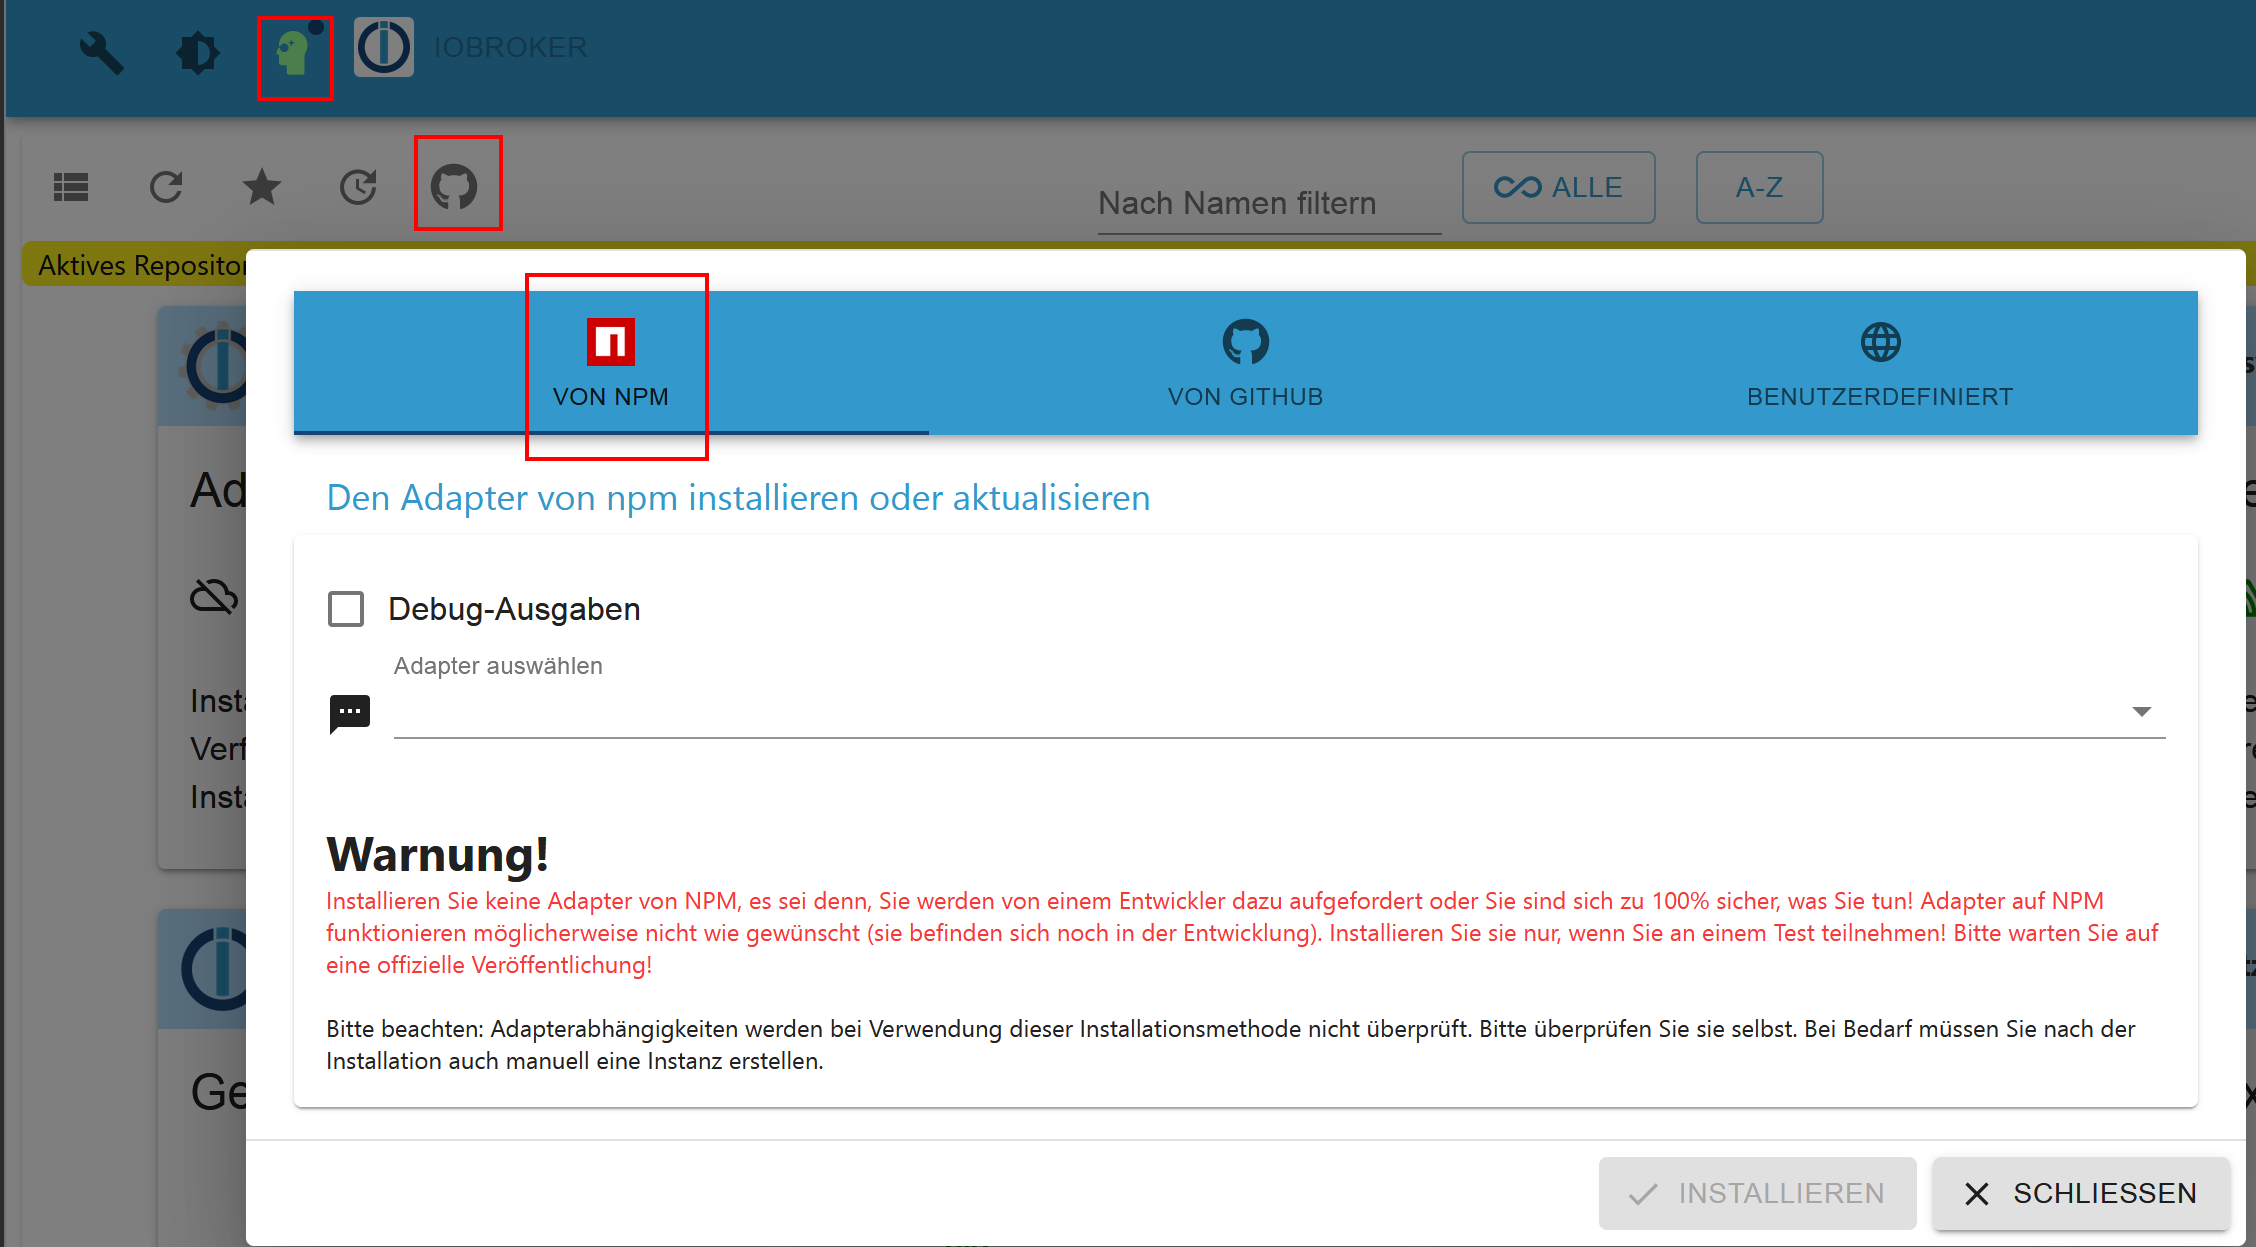 IOBROKER
Nach Namen filtern
ALLE
A-Z
Aktives Repositor
VON NPM
VON GITHUB
BENUTZERDEFINIERT
Den Adapter von npm installieren oder aktualisieren
Ad
Debug-Ausgaben
Adapter auswählen
Inst
Verf
Inst
Warnung!
Installieren Sie keine Adapter von NPM, es sei denn, Sie werden von einem Entwickler dazu aufgefordert oder Sie sind sich zu 100% sicher, was Sie tun! Adapter auf NPM
funktionieren möglicherweise nicht wie gewünscht (sie befinden sich noch in der Entwicklung). Installieren Sie sie nur, wenn Sie an einem Test teilnehmen! Bitte warten Sie auf
eine offizielle Veröffentlichung!
Bitte beachten: Adapterabhängigkeiten werden bei Verwendung dieser Installationsmethode nicht überprüft. Bitte überprüfen Sie sie selbst. Bei Bedarf müssen Sie nach der
Installation auch manuell eine Instanz erstellen.
Ge
INSTALLIEREN
SCHLIESSEN